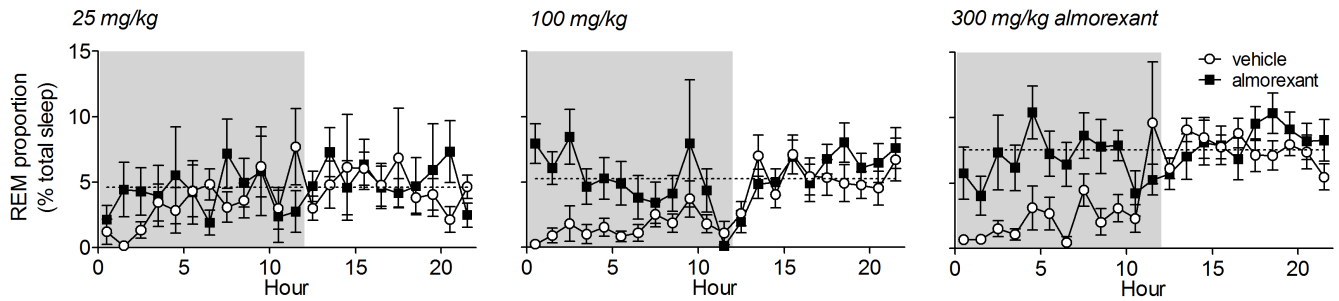 25 mg/kg
100 mg/kg
300 mg/kg almorexant
vehicle
almorexant
REM proportion
(% total sleep)
15
10
5
0
0 5 10 15 20
Hour
0 5 10 15 20
Hour
0 5 10 15 20
Hour